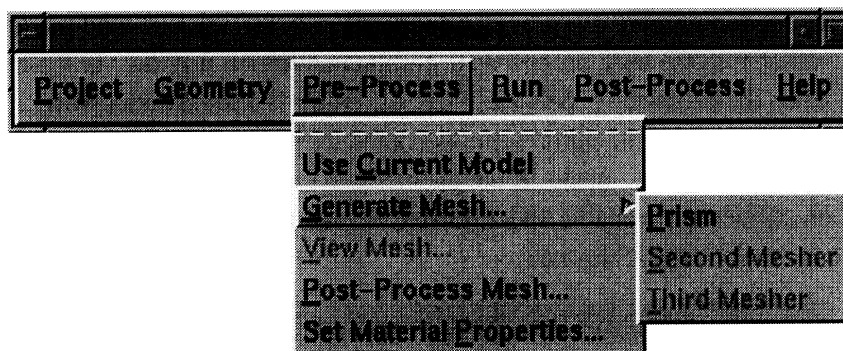 Project Geometry Pre-Process Run Post-Process Help
Use Current Model
Generate Mesh...
View Mesh...
Post-Process Mesh...
Set Material Properties...
Prism
Second Mesher
Third Mesher